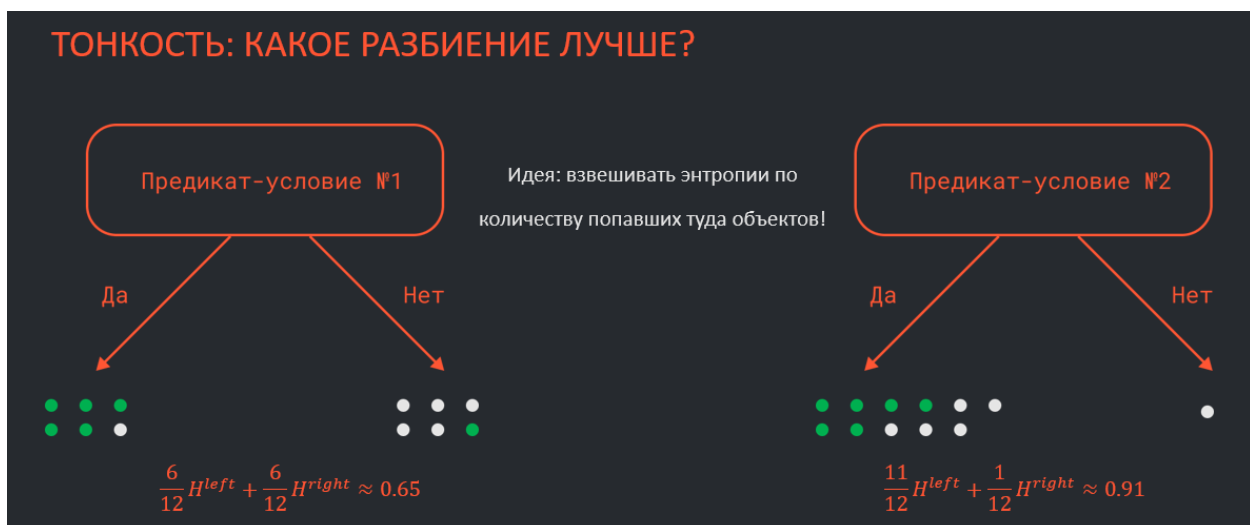 ТОНКОСТЬ: КАКОЕ РАЗБИЕНИЕ ЛУЧШЕ?
Предикат-условие №1
Идея: взвешивать энтропии по
количеству попавших туда объектов!
Предикат-условие №2
Да
Нет
Да
Нет
6/12 H^left + 6/12 H^right ≈ 0.65
11/12 H^left + 1/12 H^right ≈ 0.91